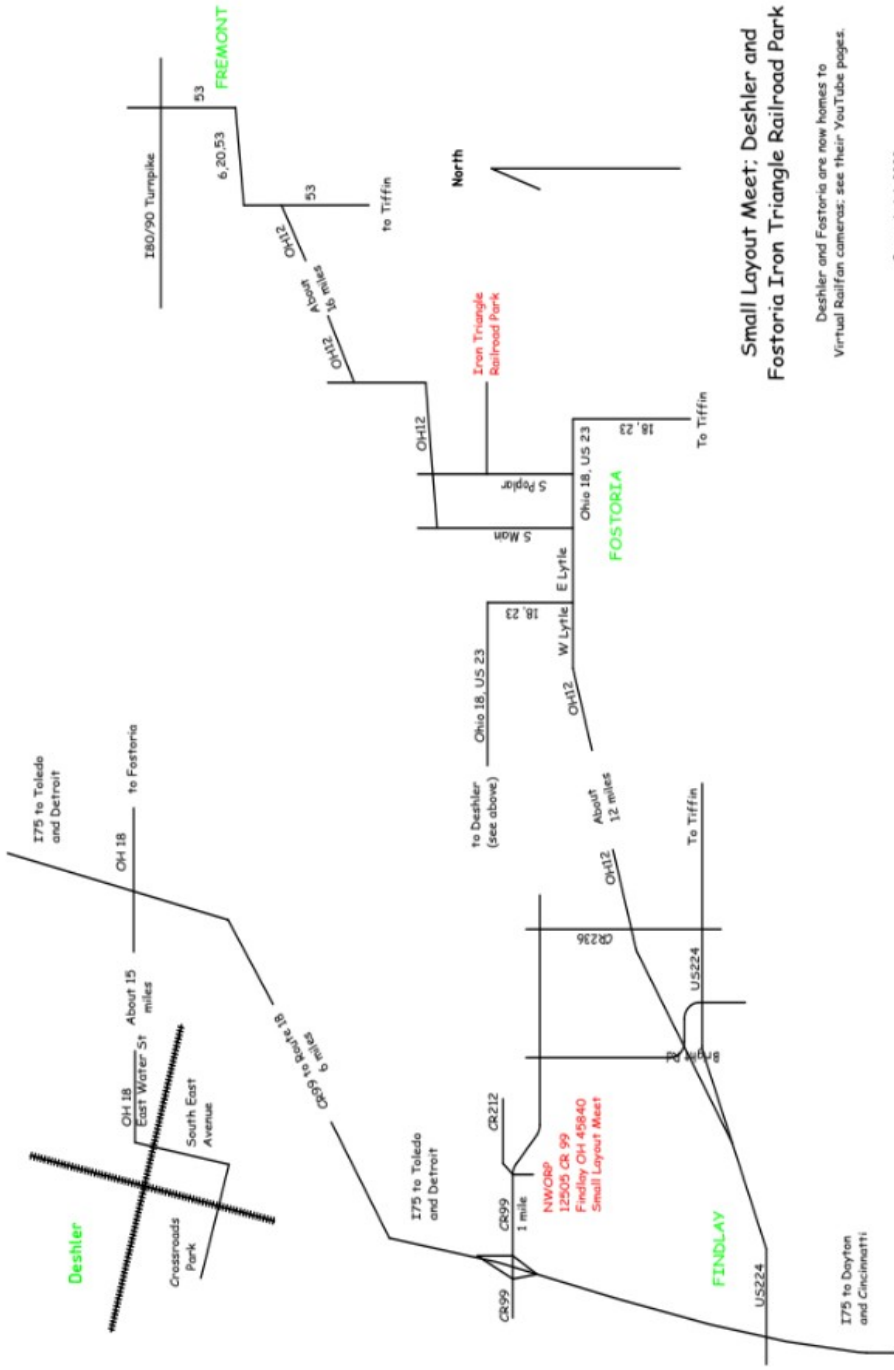 Deshler
Crossroads
Park
South East
Avenue
OH 18
East Water St
About 15
miles
OH 18
to Fostoria
I75 to Toledo
and Detroit
CR99 to Route 18
6 miles
I75 to Toledo
and Detroit
CR99
CR99
1 mile
CR212
NWORP
12505 CR 99
Findlay OH 45840
Small Layout Meet
FINDLAY
US224
I75 to Dayton
and Cincinnatti
Bright Rd
US224
CR236
To Tiffin
OH12
About
12 miles
OH12
to Deshler
(see above)
Ohio 18, US 23
18, 23
W Lytle
E Lytle
S Main
S Poplar
Ohio 18, US 23
FOSTORIA
18, 23
To Tiffin
Iron Triangle
Railroad Park
OH12
OH12
About
16 miles
OH12
53
to Tiffin
6,20,53
53
FREMONT
I80/90 Turnpike
North
Small Layout Meet; Deshler and
Fostoria Iron Triangle Railroad Park
Deshler and Fostoria are now homes to
Virtual Railfan cameras; see their YouTube pages.